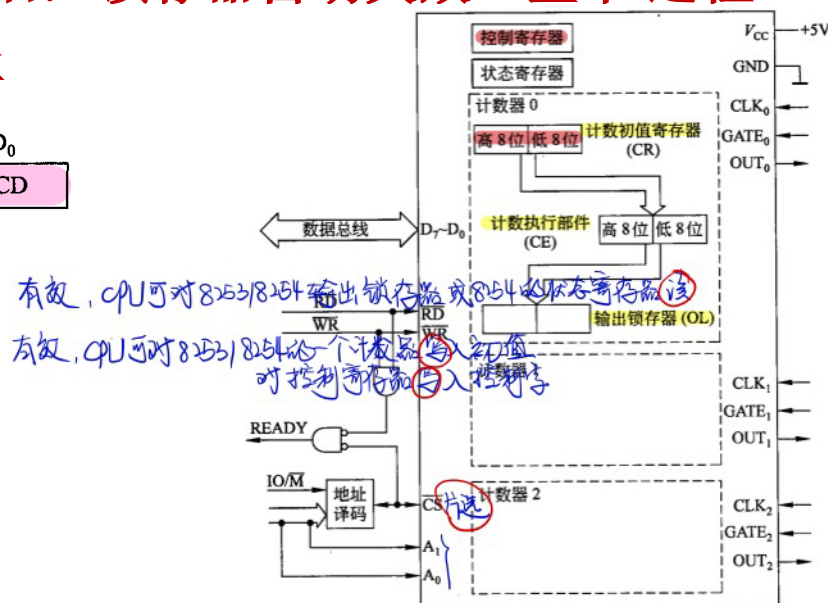 控制寄存器
V_CC
+5V
状态寄存器
GND
D₀
CD
计数器 0
CLK₀
高 8位 低 8位
计数初值寄存器
(CR)
GATE₀
OUT₀
数据总线
D₇~D₀
计数执行部件
(CE)
高 8位 低 8位
有效，CPU可对8253/8254输出锁存器或8254的状态寄存器读
RD
RD
输出锁存器 (OL)
WR
WR
有效，CPU可对8253/8254的一个计数器写入初值
对控制寄存器写入控制字
计数器
CLK₁
GATE₁
OUT₁
READY
IO/M
地址
译码
CS
片选
计数器 2
CLK₂
GATE₂
OUT₂
A₁
A₀